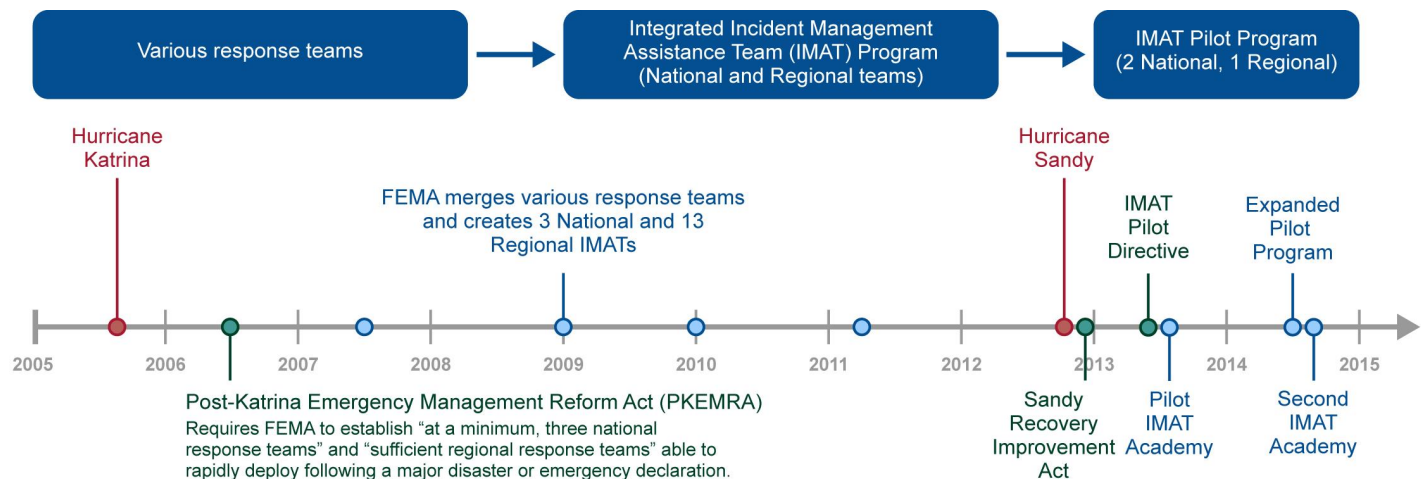 Various response teams
Integrated Incident Management
Assistance Team (IMAT) Program
(National and Regional teams)
IMAT Pilot Program
(2 National, 1 Regional)
Hurricane
Katrina
FEMA merges various response teams
and creates 3 National and 13
Regional IMATs
Hurricane
Sandy
IMAT
Pilot
Directive
Expanded
Pilot
Program
2005
2006
2007
2008
2009
2010
2011
2012
2013
2014
2015
Post-Katrina Emergency Management Reform Act (PKEMRA)
Requires FEMA to establish “at a minimum, three national
response teams” and “sufficient regional response teams” able to
rapidly deploy following a major disaster or emergency declaration.
Sandy
Recovery
Improvement
Act
Pilot
IMAT
Academy
Second
IMAT
Academy